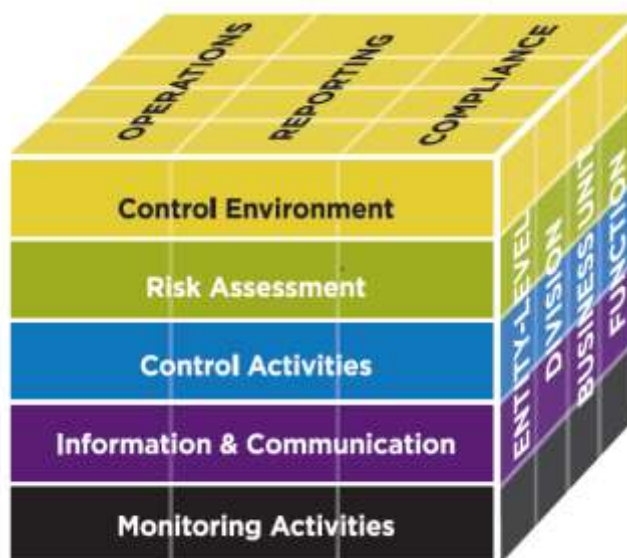 OPERATIONS
REPORTING
COMPLIANCE
Control Environment
Risk Assessment
Control Activities
Information & Communication
Monitoring Activities
ENTITY-LEVEL
DIVISION
BUSINESS UNIT
FUNCTION